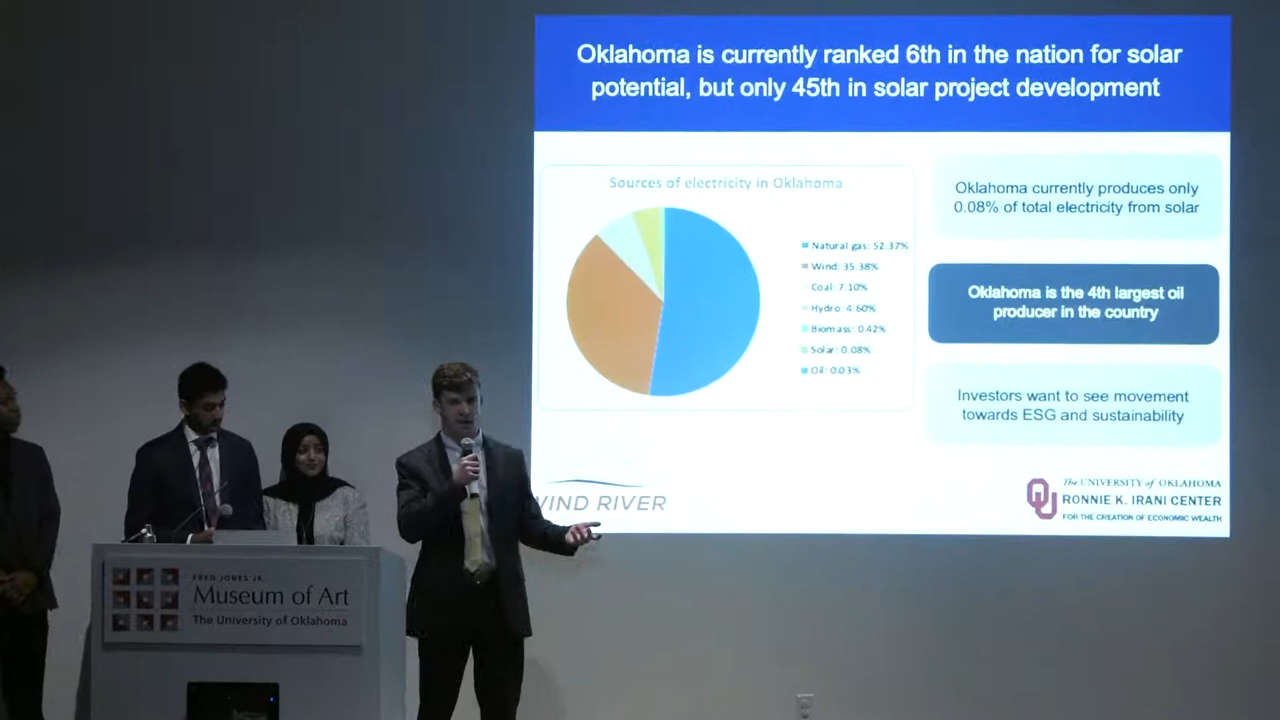 Oklahoma is currently ranked 6th in the nation for solar
potential, but only 45th in solar project development
Sources of electricity in Oklahoma
Natural gas: 52.37%
Wind: 35.38%
Coal: 7.10%
Hydro: 4.60%
Biomass: 0.42%
Solar: 0.08%
Oil: 0.03%
Oklahoma currently produces only
0.08% of total electricity from solar
Oklahoma is the 4th largest oil
producer in the country
Investors want to see movement
towards ESG and sustainability
WIND RIVER
OU
The UNIVERSITY of OKLAHOMA
RONNIE K. IRANI CENTER
FOR THE CREATION OF ECONOMIC WEALTH
FRED JONES JR.
Museum of Art
The University of Oklahoma